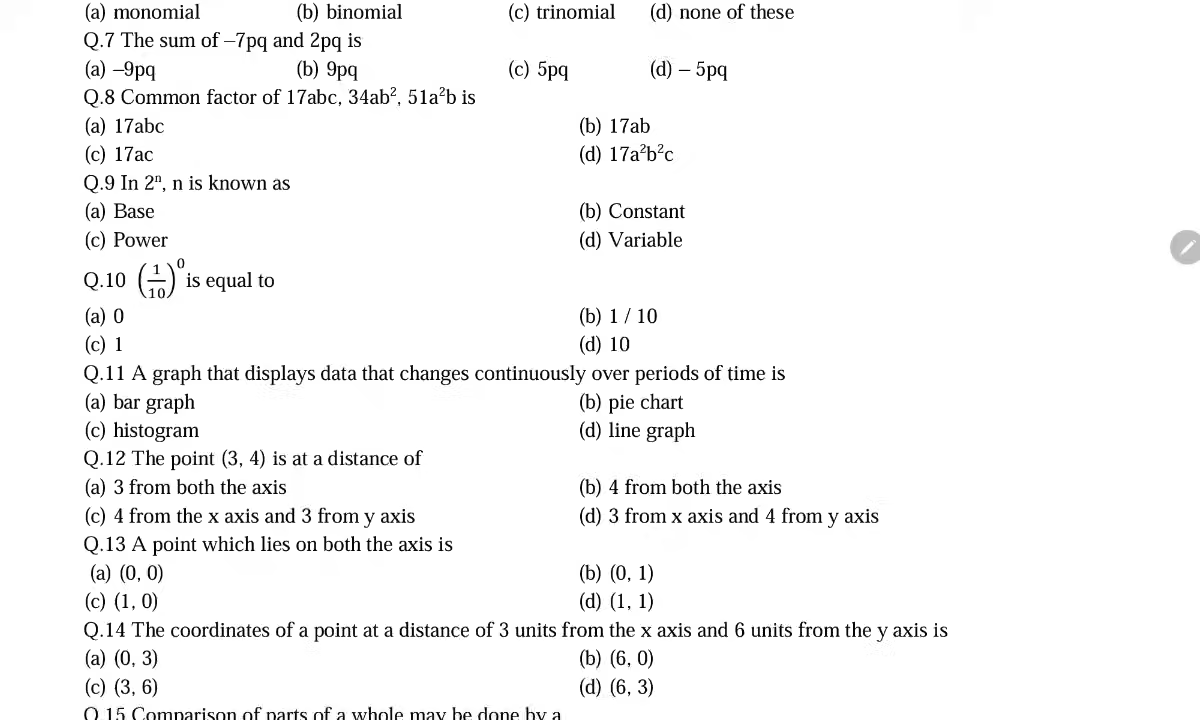 (a) monomial (b) binomial (c) trinomial (d) none of these
Q.7 The sum of –7pq and 2pq is
(a) –9pq (b) 9pq (c) 5pq (d) – 5pq
Q.8 Common factor of 17abc, 34ab², 51a²b is
(a) 17abc (b) 17ab
(c) 17ac (d) 17a²b²c
Q.9 In 2ⁿ, n is known as
(a) Base (b) Constant
(c) Power (d) Variable
Q.10 (1/10)⁰ is equal to
(a) 0 (b) 1 / 10
(c) 1 (d) 10
Q.11 A graph that displays data that changes continuously over periods of time is
(a) bar graph (b) pie chart
(c) histogram (d) line graph
Q.12 The point (3, 4) is at a distance of
(a) 3 from both the axis (b) 4 from both the axis
(c) 4 from the x axis and 3 from y axis (d) 3 from x axis and 4 from y axis
Q.13 A point which lies on both the axis is
(a) (0, 0) (b) (0, 1)
(c) (1, 0) (d) (1, 1)
Q.14 The coordinates of a point at a distance of 3 units from the x axis and 6 units from the y axis is
(a) (0, 3) (b) (6, 0)
(c) (3, 6) (d) (6, 3)
Q.15 Comparison of parts of a whole may be done by a